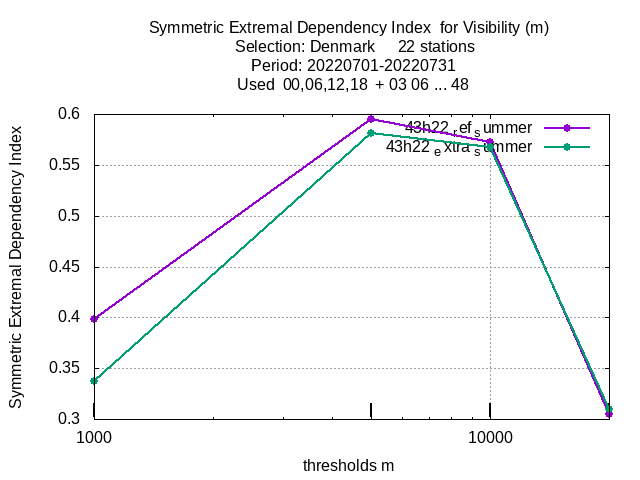 Symmetric Extremal Dependency Index for Visibility (m)
Selection: Denmark 22 stations
Period: 20220701-20220731
Used 00,06,12,18 + 03 06 ... 48
0.6
43h22_ref_summer
43h22_extra_summer
0.55
0.5
0.45
0.4
0.35
0.3
Symmetric Extremal Dependency Index
1000
10000
thresholds m